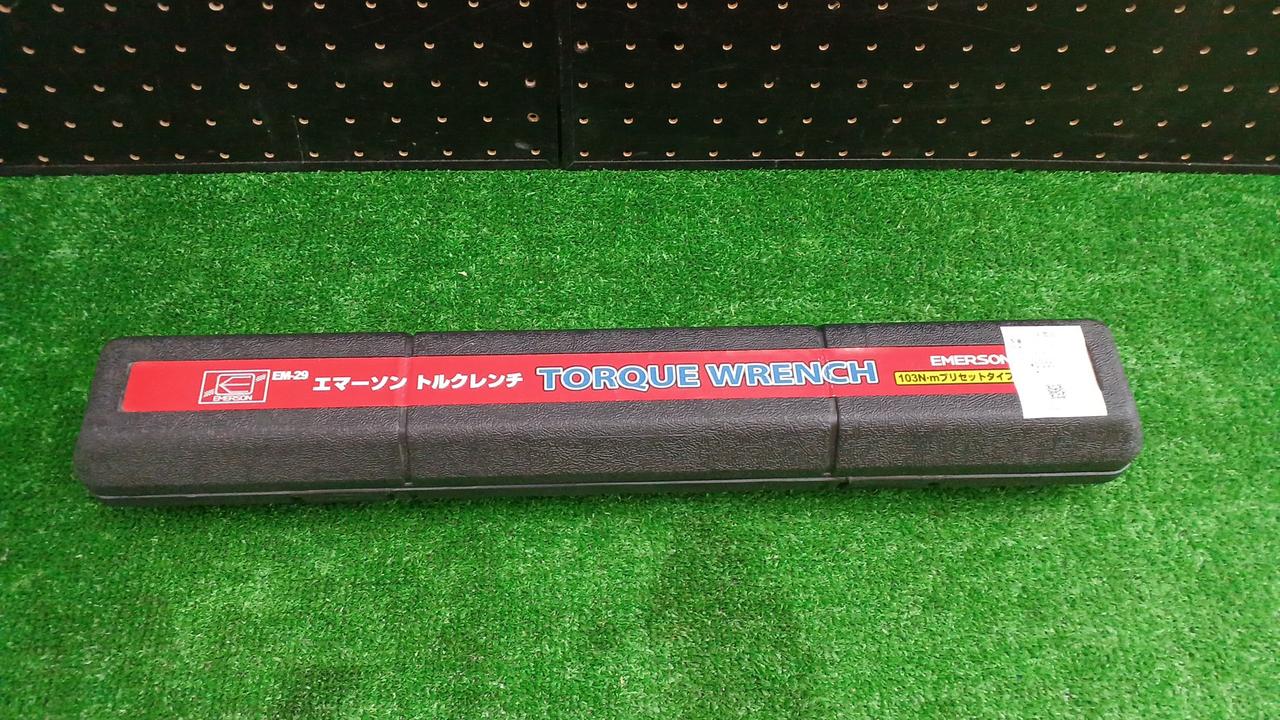 EMERSON
EM-29
エマーソン トルクレンチ
TORQUE WRENCH
EMERSON
103N·mプリセットタイプ